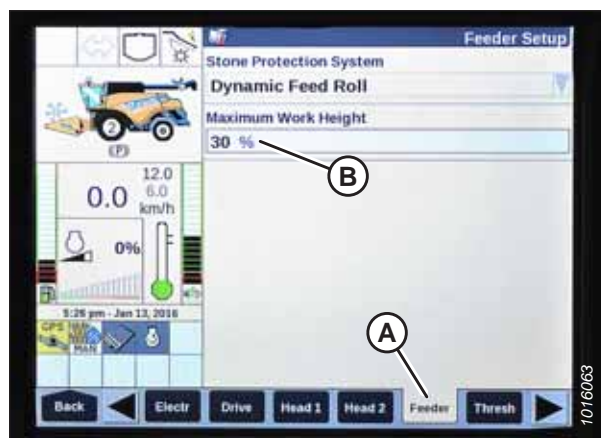 Feeder Setup
Stone Protection System
Dynamic Feed Roll
Maximum Work Height
30 %
B
2
(P)
12.0
0.0 6.0
km/h
0%
5:26 pm - Jan 13, 2016
GPS
MAN
A
Back Electr Drive Head 1 Head 2 Feeder Thresh
1016063